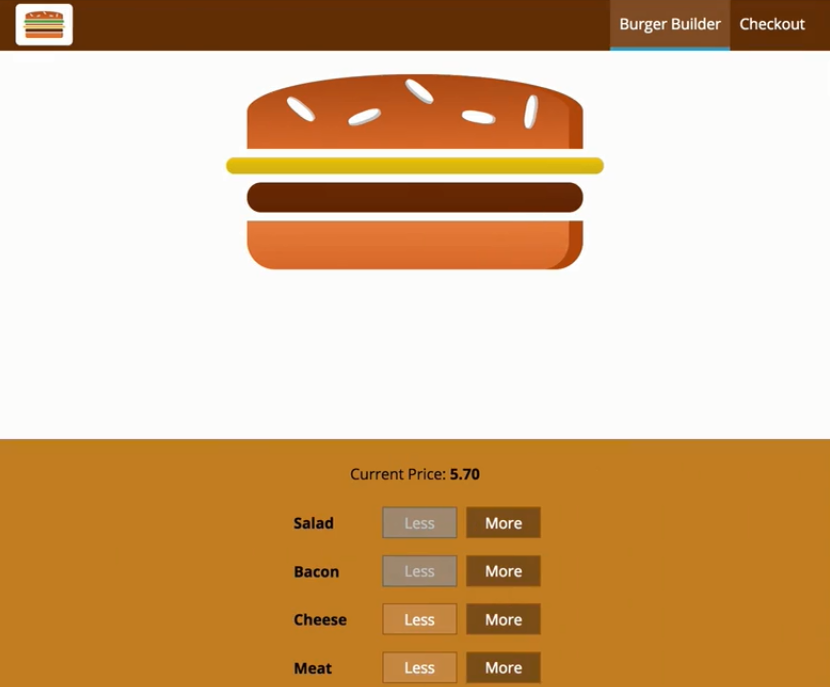 Burger Builder Checkout
Current Price: 5.70
Salad Less More
Bacon Less More
Cheese Less More
Meat Less More